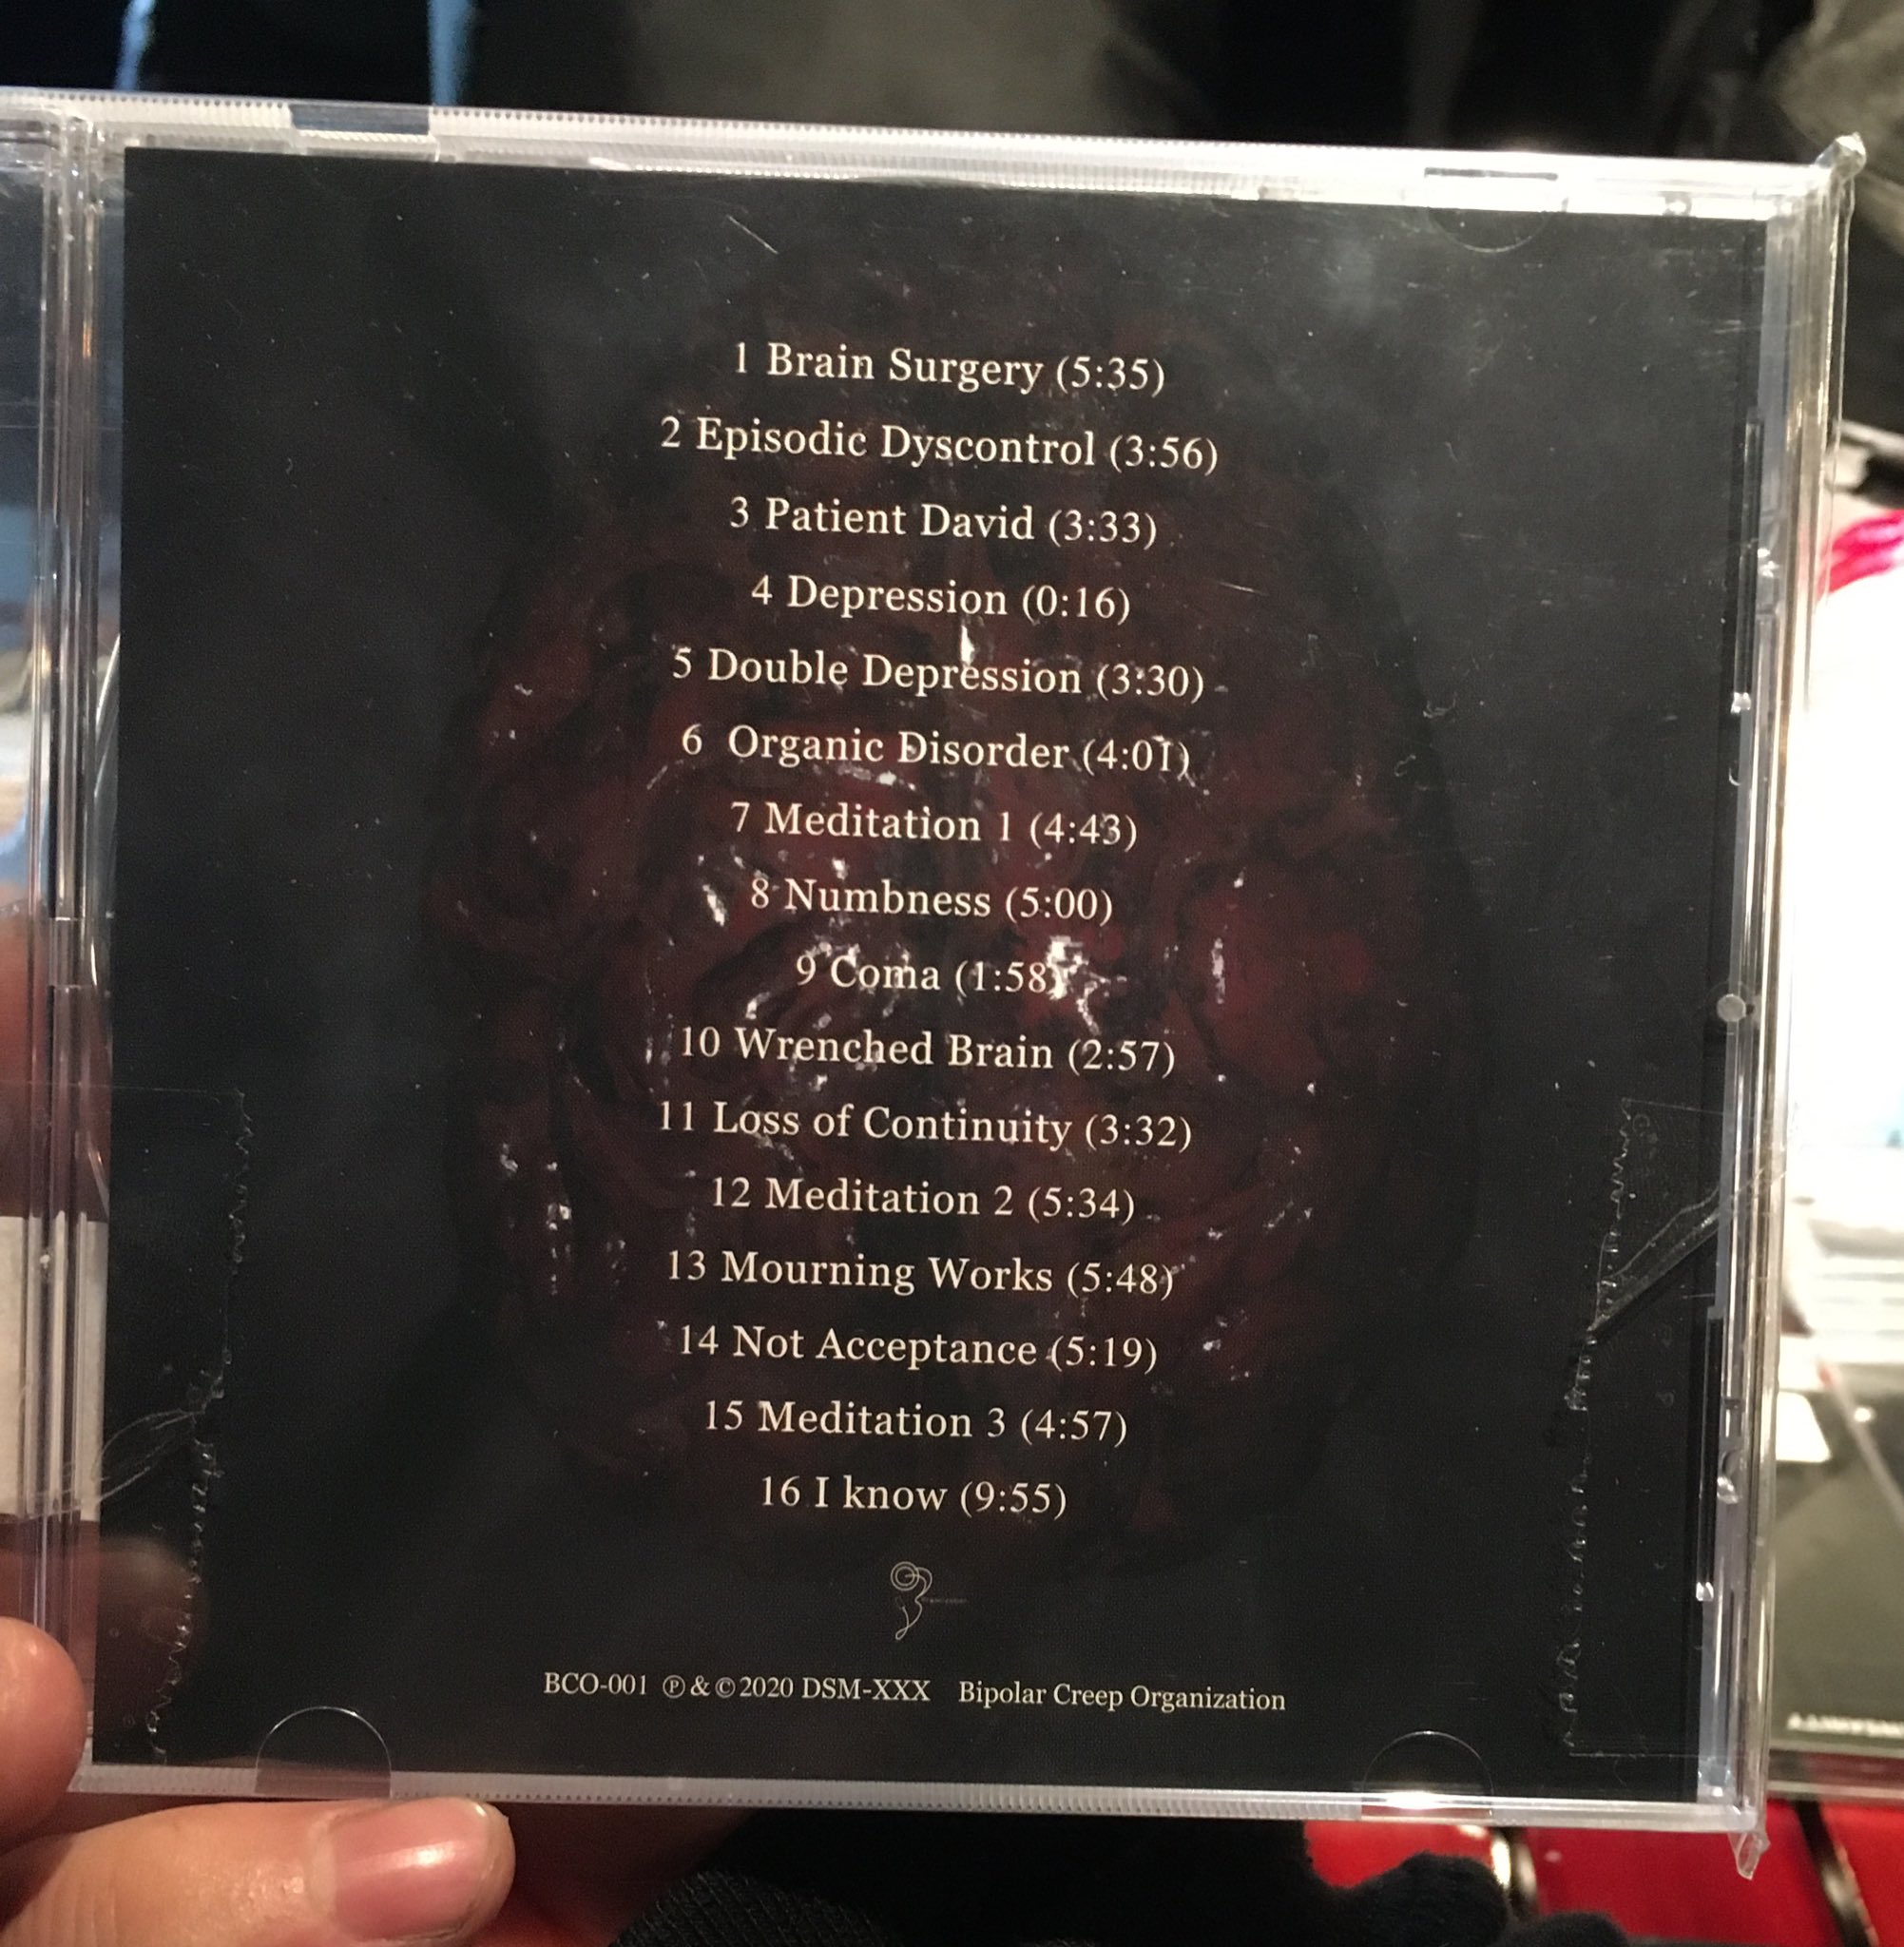 1 Brain Surgery (5:35)
2 Episodic Dyscontrol (3:56)
3 Patient David (3:33)
4 Depression (0:16)
5 Double Depression (3:30)
6 Organic Disorder (4:01)
7 Meditation 1 (4:43)
8 Numbness (5:00)
9 Coma (1:58)
10 Wrenched Brain (2:57)
11 Loss of Continuity (3:32)
12 Meditation 2 (5:34)
13 Mourning Works (5:48)
14 Not Acceptance (5:19)
15 Meditation 3 (4:57)
16 I know (9:55)
BCO-001 ℗&©2020 DSM-XXX Bipolar Creep Organization